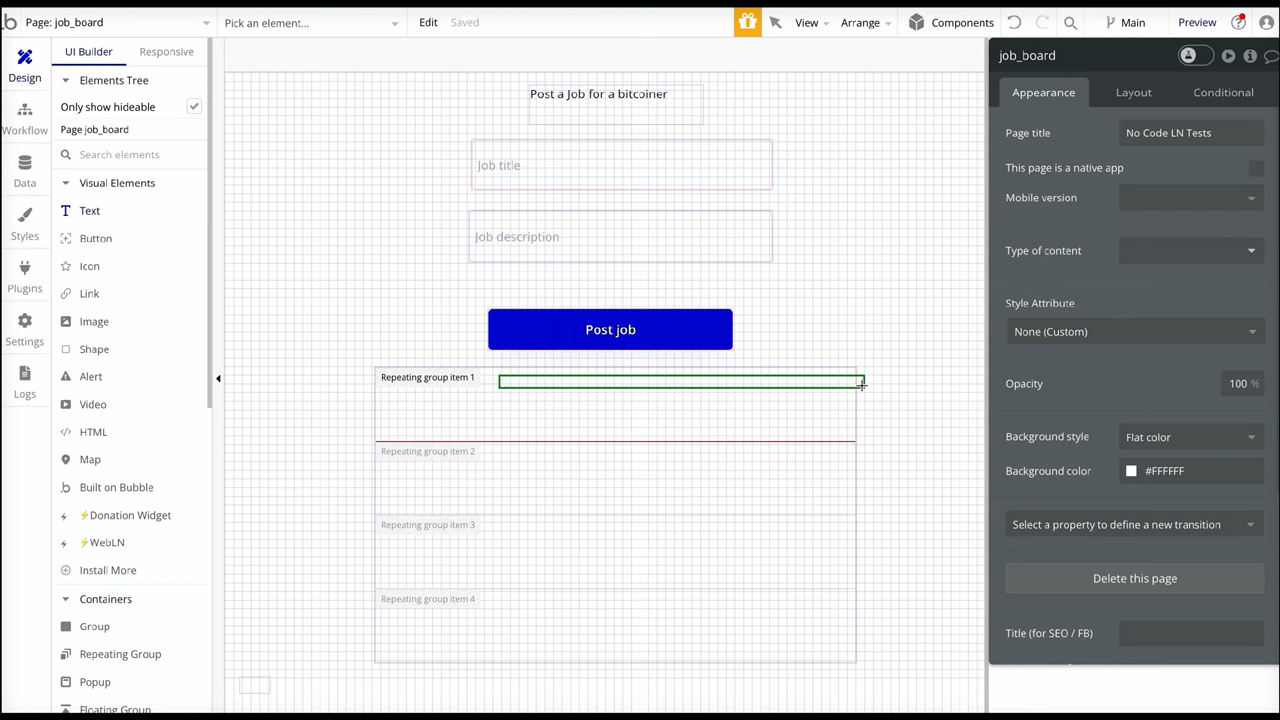 Page: job_board
Pick an element...
Edit
Saved
View
Arrange
Components
Main
Preview
UI Builder
Responsive
Design
Workflow
Data
Styles
Plugins
Settings
Logs
Elements Tree
Only show hideable
Page job_board
Search elements
Visual Elements
Text
Button
Icon
Link
Image
Shape
Alert
Video
HTML
Map
Built on Bubble
⚡Donation Widget
⚡WebLN
Install More
Containers
Group
Repeating Group
Popup
Floating Group
Post a Job for a bitcoiner
Job title
Job description
Post job
Repeating group item 1
Repeating group item 2
Repeating group item 3
Repeating group item 4
job_board
Appearance
Layout
Conditional
Page title
No Code LN Tests
This page is a native app
Mobile version
Type of content
Style Attribute
None (Custom)
Opacity
100 %
Background style
Flat color
Background color
#FFFFFF
Select a property to define a new transition
Delete this page
Title (for SEO / FB)